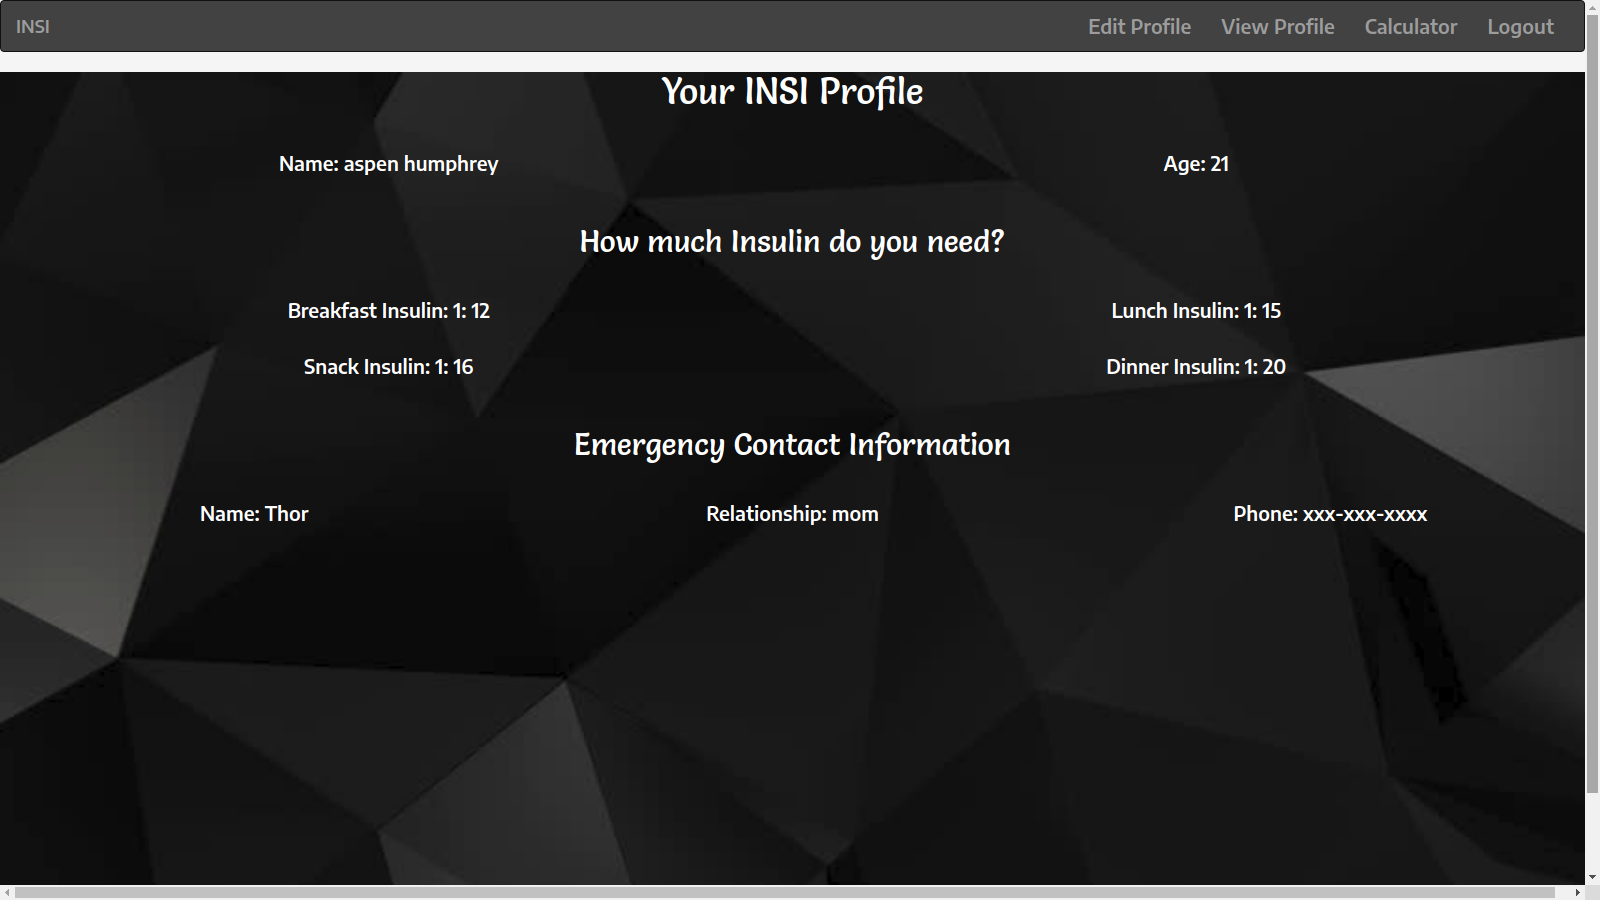 INSI Edit Profile View Profile Calculator Logout
Your INSI Profile
Name: aspen humphrey Age: 21
How much Insulin do you need?
Breakfast Insulin: 1: 12 Lunch Insulin: 1: 15
Snack Insulin: 1: 16 Dinner Insulin: 1: 20
Emergency Contact Information
Name: Thor Relationship: mom Phone: xxx-xxx-xxxx